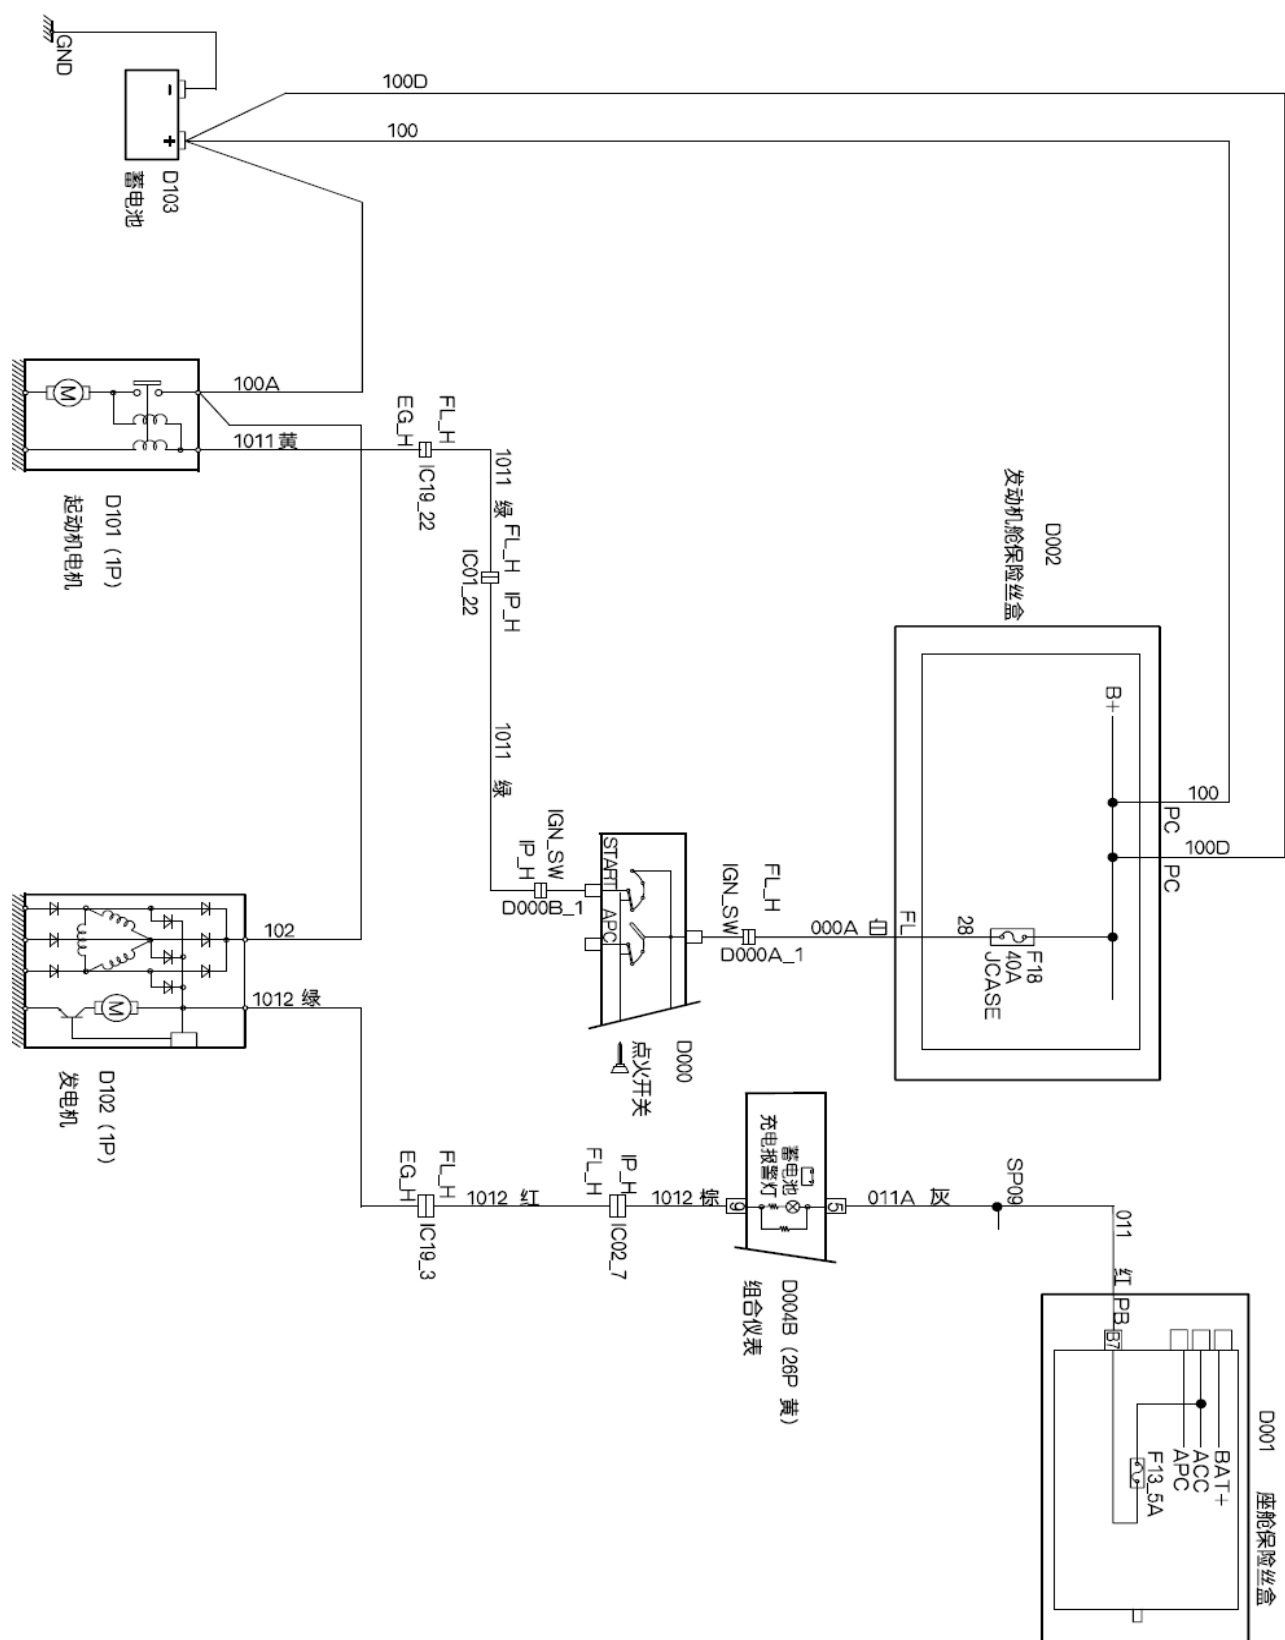 GND
100D
100
-
+
D103
蓄电池
100A
1011 黄
FL_H
EG_H
IC19_22
1011 绿
FL_H
IP_H
IC01_22
D101 (1P)
起动机电机
D002
发动机舱保险丝盒
B+
100
PC
100D
PC
1011 绿
IGN_SW
IP_H
D000B_1
START
APC
FL_H
IGN_SW
D000A_1
000A
FL
28
F18
40A
JCASE
M
102
1012 绿
M
D000
点火开关
D102 (1P)
发电机
FL_H
EG_H
IC19_3
1012 红
IP_H
FL_H
IC02_7
1012 棕
9
蓄电池
充电报警灯
5
011A 灰
SP09
011 红
PB
B7
D004B (26P 黄)
组合仪表
BAT+
ACC
APC
F13_5A
D001 座舱保险丝盒